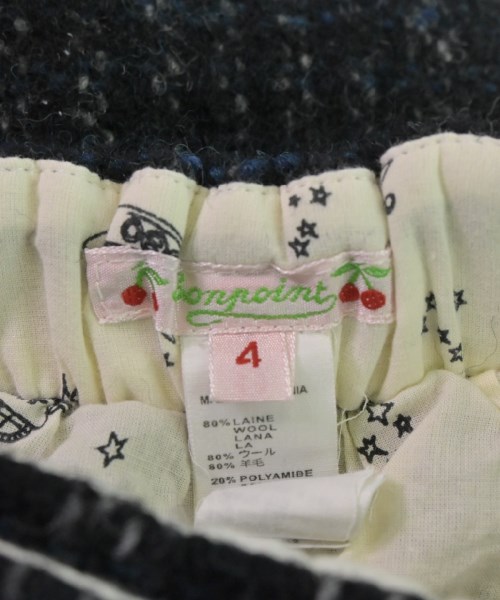 bonpoint
4
80% LAINE
WOOL
LANA
LA
80% ウール
80% 羊毛
20% POLYAMIDE